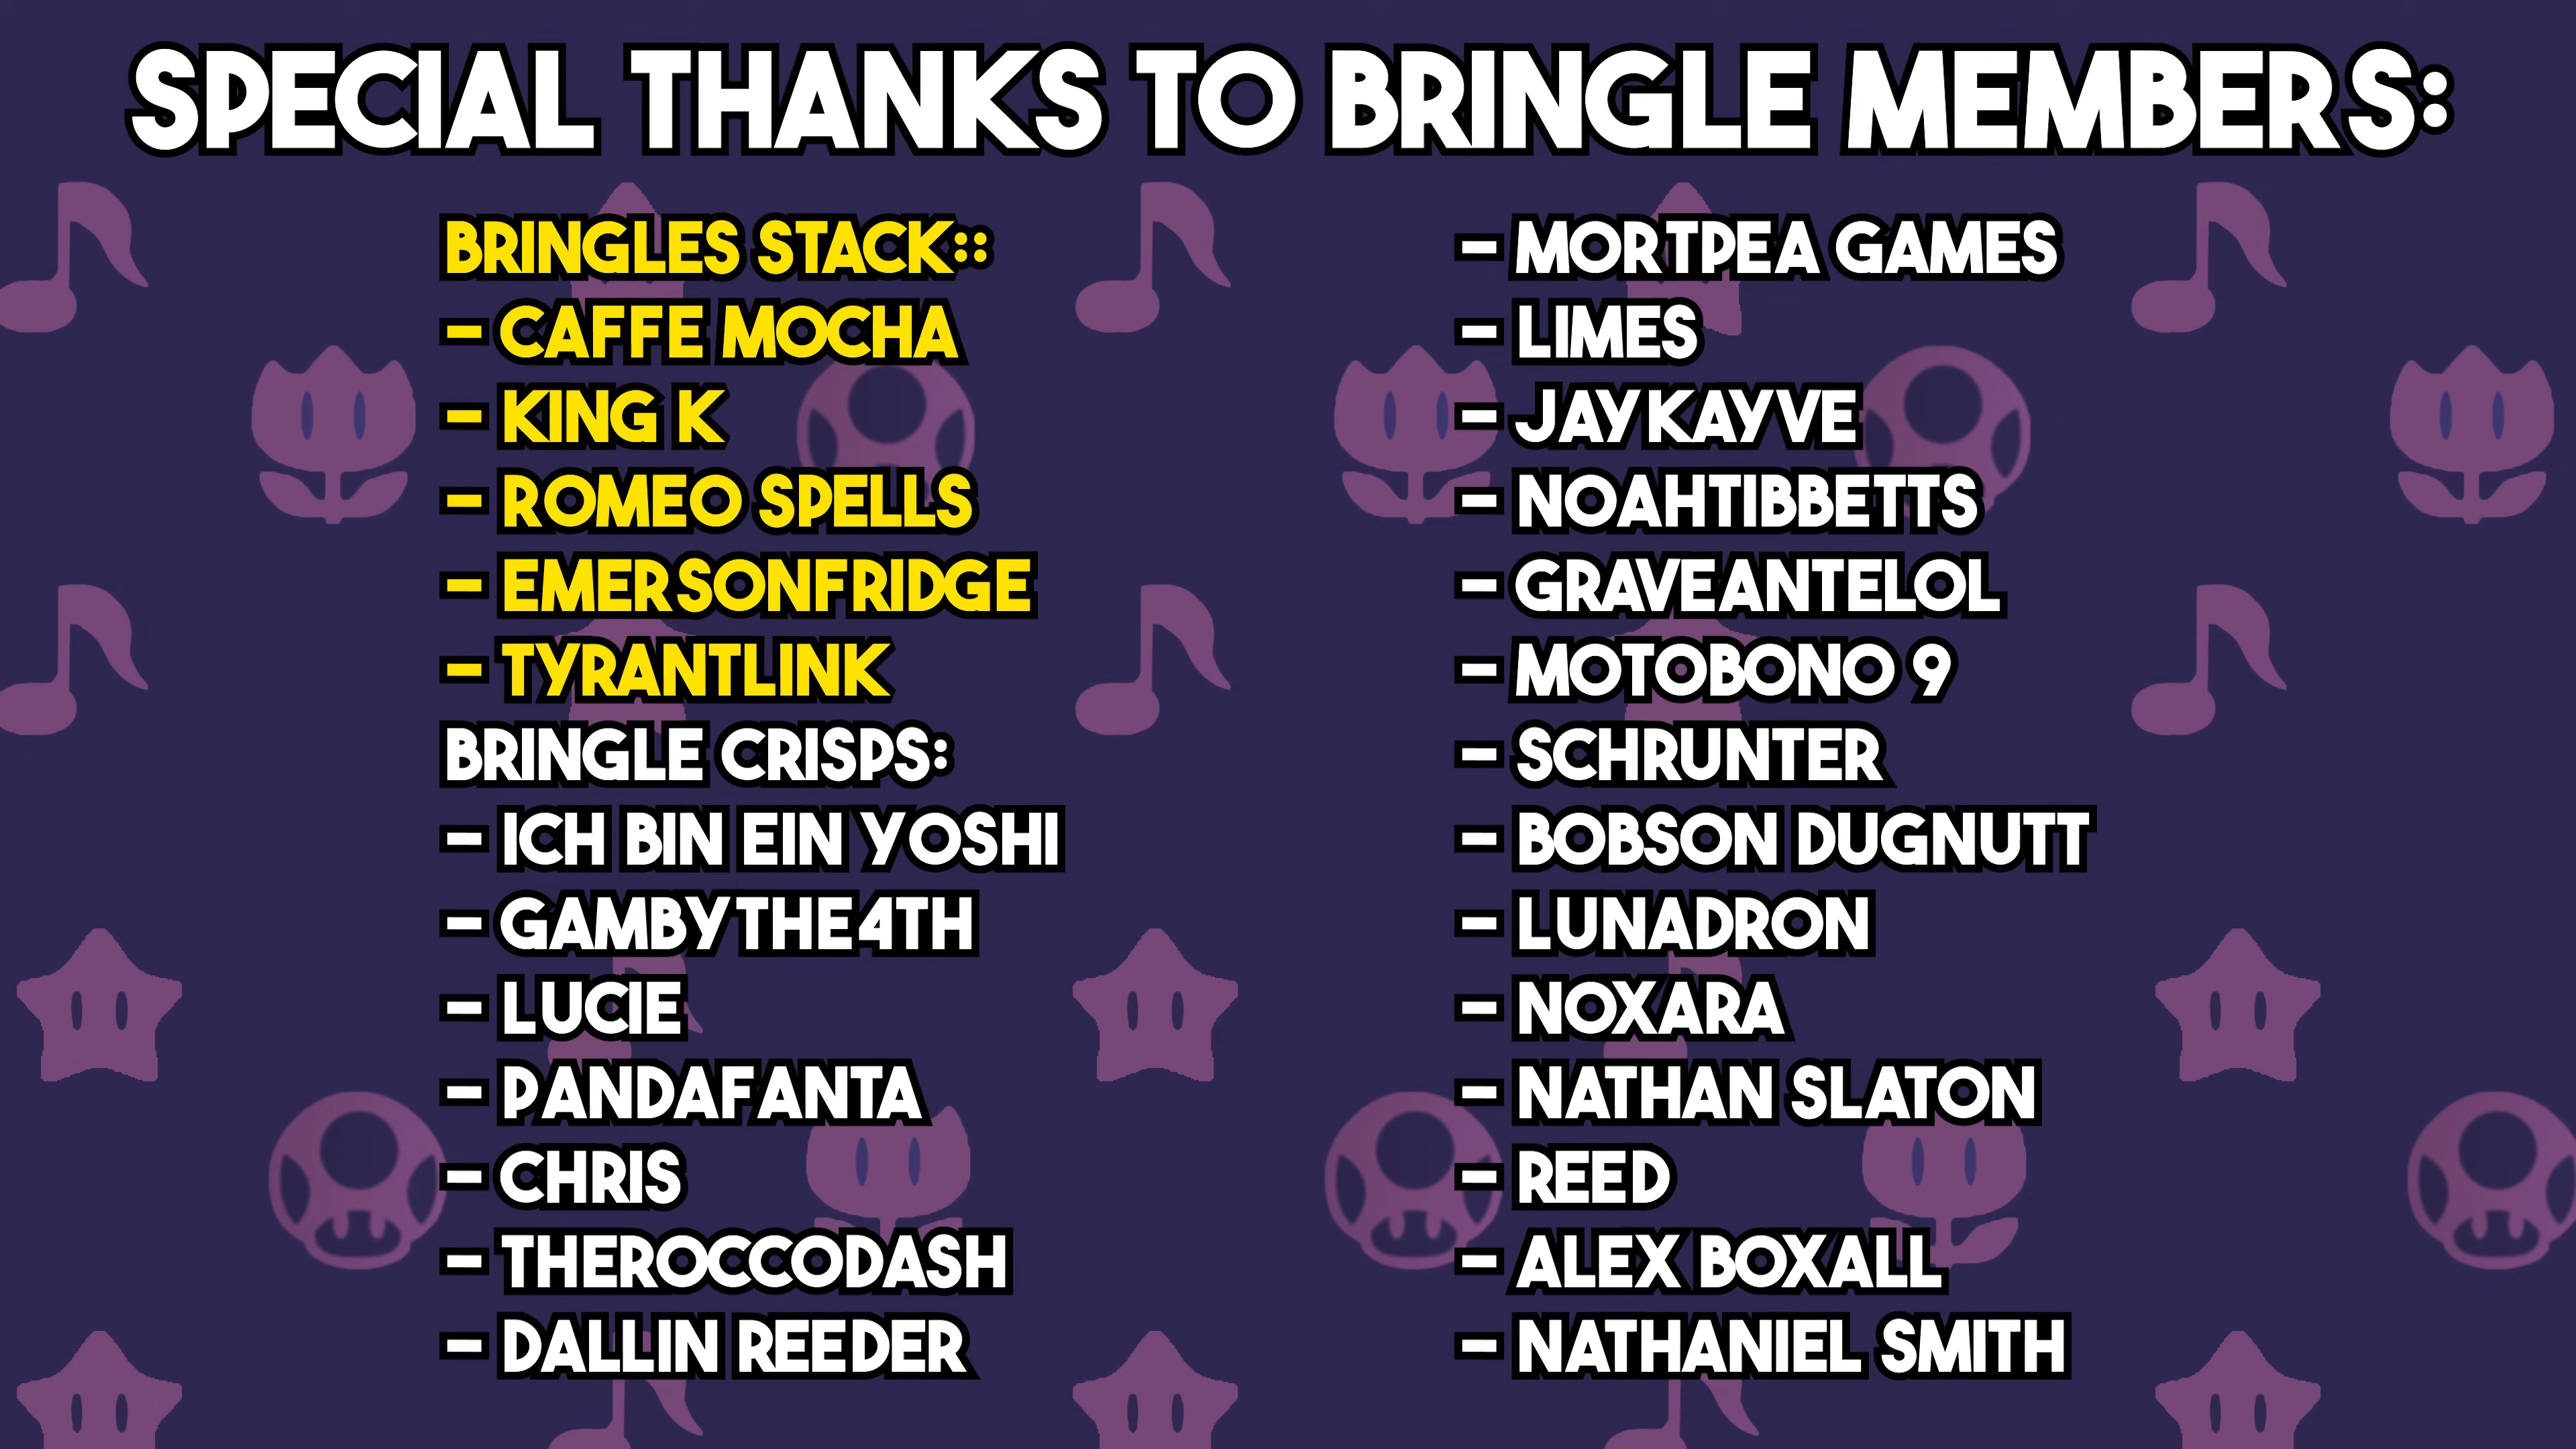 SPECIAL THANKS TO BRINGLE MEMBERS:
BRINGLES STACK::
- CAFFE MOCHA
- KING K
- ROMEO SPELLS
- EMERSONFRIDGE
- TYRANTLINK
BRINGLE CRISPS:
- ICH BIN EIN YOSHI
- GAMBYTHE4TH
- LUCIE
- PANDAFANTA
- CHRIS
- THEROCCODASH
- DALLIN REEDER
- MORTPEA GAMES
- LIMES
- JAYKAYVE
- NOAHTIBBETTS
- GRAVEANTELOL
- MOTOBONO 9
- SCHRUNTER
- BOBSON DUGNUTT
- LUNADRON
- NOXARA
- NATHAN SLATON
- REED
- ALEX BOXALL
- NATHANIEL SMITH